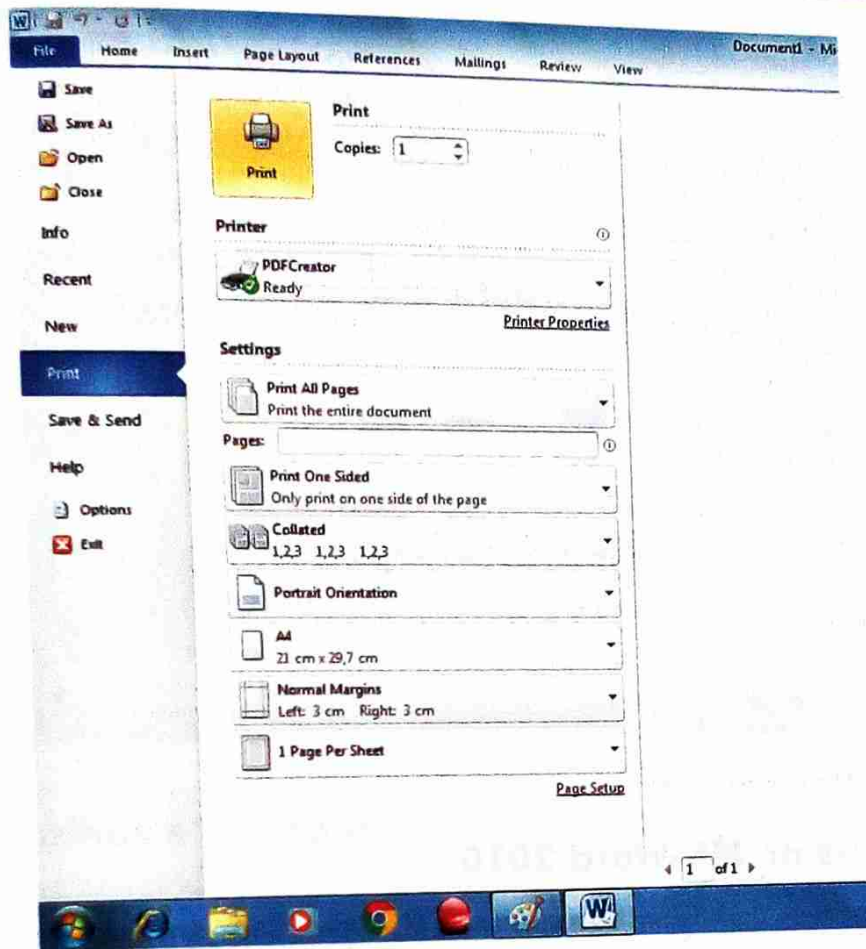 Document1 - Mi
File Home Insert Page Layout References Mailings Review View
Save
Save As
Open
Close
Info
Recent
New
Print
Save & Send
Help
Options
Exit
Print
Print
Copies: 1
Printer
PDFCreator
Ready
Printer Properties
Settings
Print All Pages
Print the entire document
Pages:
Print One Sided
Only print on one side of the page
Collated
1,2,3 1,2,3 1,2,3
Portrait Orientation
A4
21 cm x 29,7 cm
Normal Margins
Left: 3 cm Right: 3 cm
1 Page Per Sheet
Page Setup
1 of 1